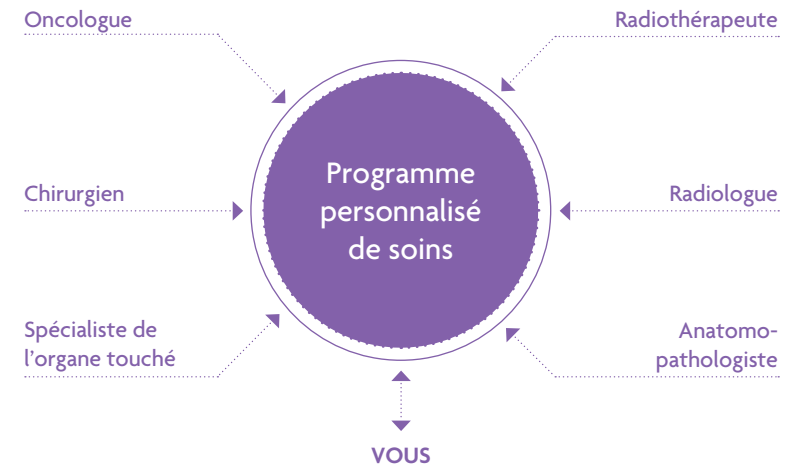 Oncologue
Radiothérapeute
Programme
personnalisé
de soins
Chirurgien
Radiologue
Spécialiste de
l’organe touché
Anatomo-
pathologiste
VOUS